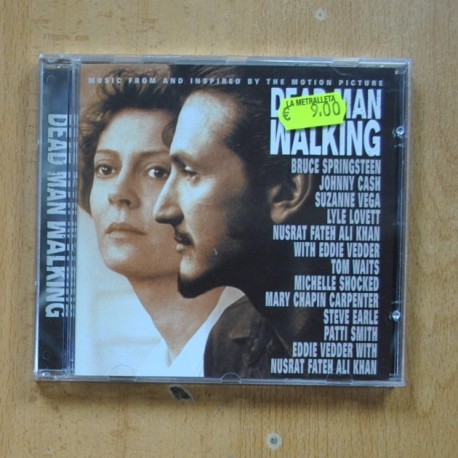 MUSIC FROM AND INSPIRED BY THE MOTION PICTURE
DEAD MAN
LA METRALLETA
€ 9.00
WALKING
BRUCE SPRINGSTEEN
JOHNNY CASH
SUZANNE VEGA
LYLE LOVETT
NUSRAT FATEH ALI KHAN
WITH EDDIE VEDDER
TOM WAITS
MICHELLE SHOCKED
MARY CHAPIN CARPENTER
STEVE EARLE
PATTI SMITH
EDDIE VEDDER WITH
NUSRAT FATEH ALI KHAN
DEAD MAN WALKING